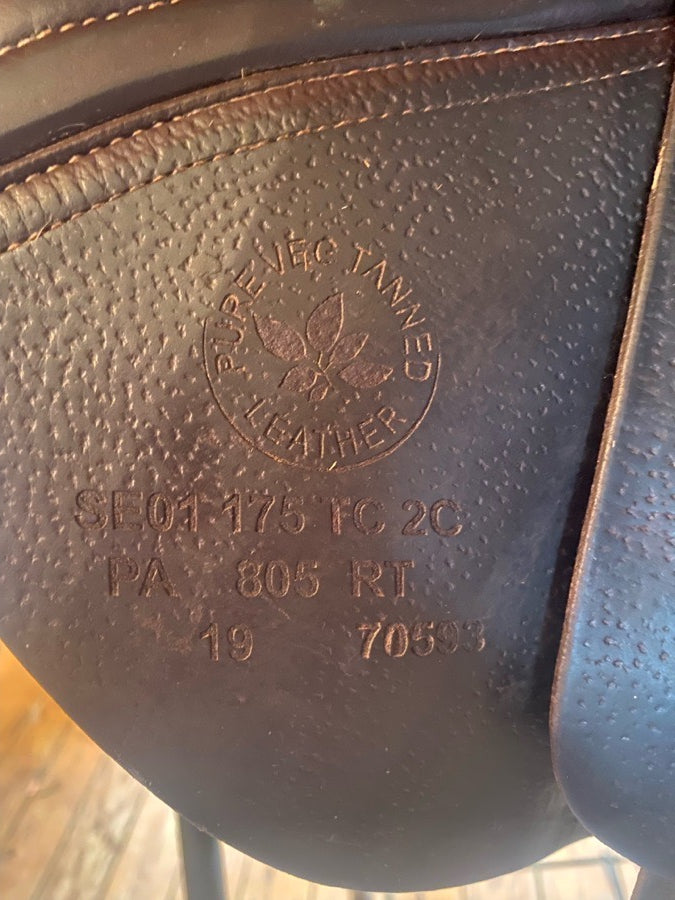 PURE VEG TANNED
LEATHER
SE01 175 TC 2C
PA 805 RT
19 70593